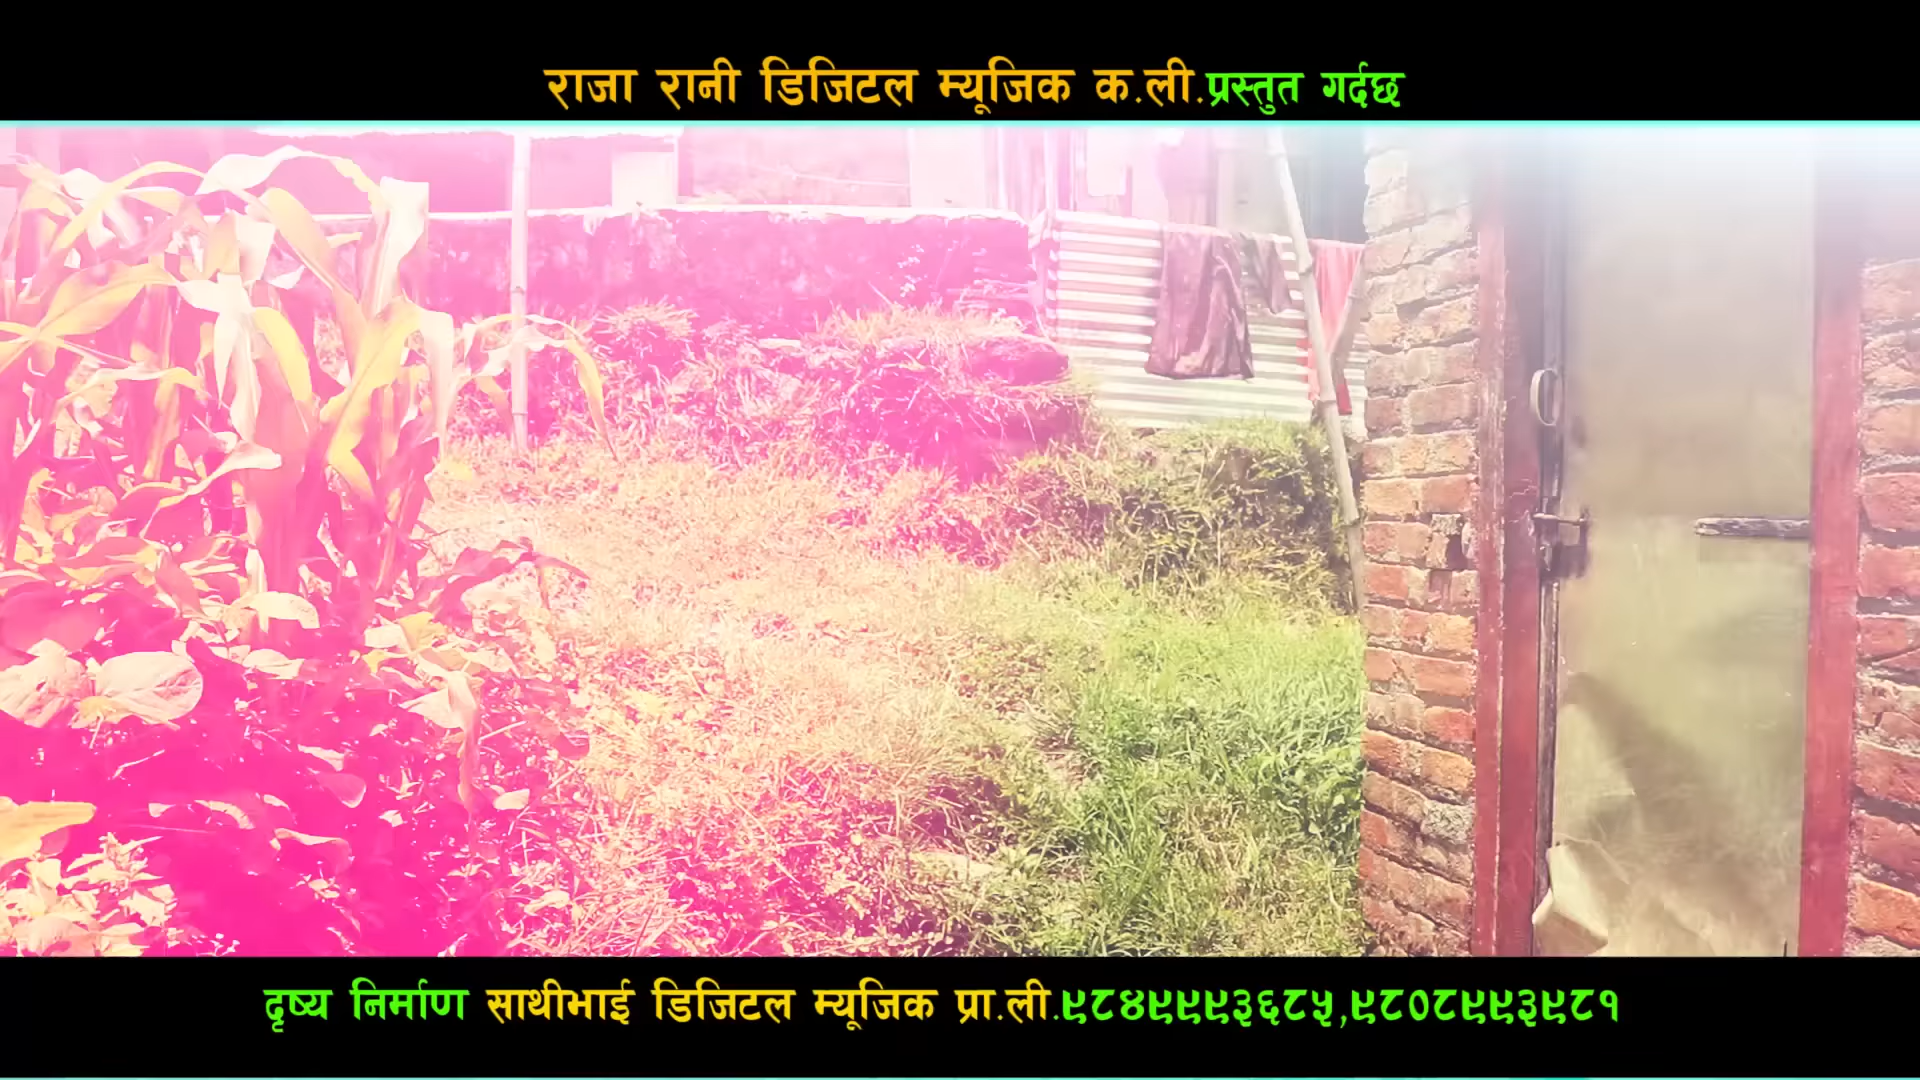 राजा रानी डिजिटल म्यूजिक क.ली.प्रस्तुत गर्दछ
दृष्य निर्माण साथीभाई डिजिटल म्यूजिक प्रा.ली.९८४९९९३६८५,९८०८९९३९८१